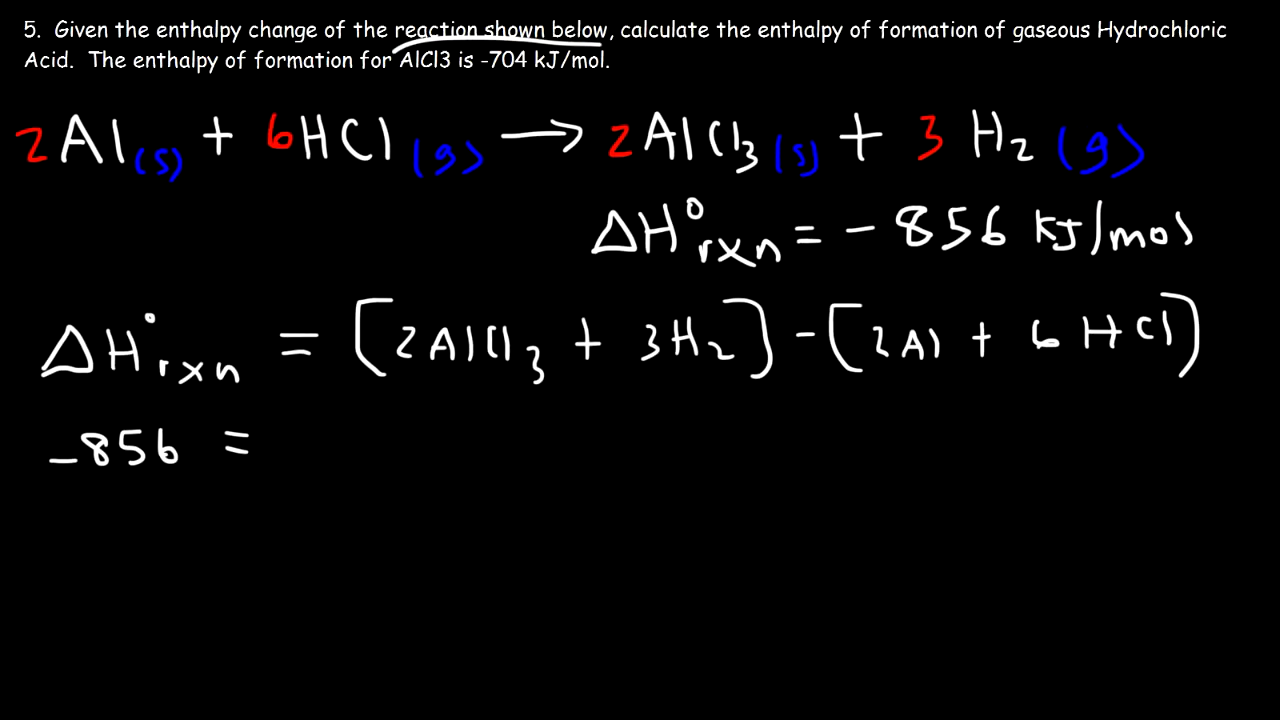 5. Given the enthalpy change of the reaction shown below, calculate the enthalpy of formation of gaseous Hydrochloric
Acid. The enthalpy of formation for AlCl3 is -704 kJ/mol.
2Al(s) + 6HCl(g) → 2AlCl₃(s) + 3H₂(g)
ΔH°rxn = -856 kJ/mol
ΔH°rxn = [2AlCl₃ + 3H₂] - [2Al + 6HCl]
-856 =